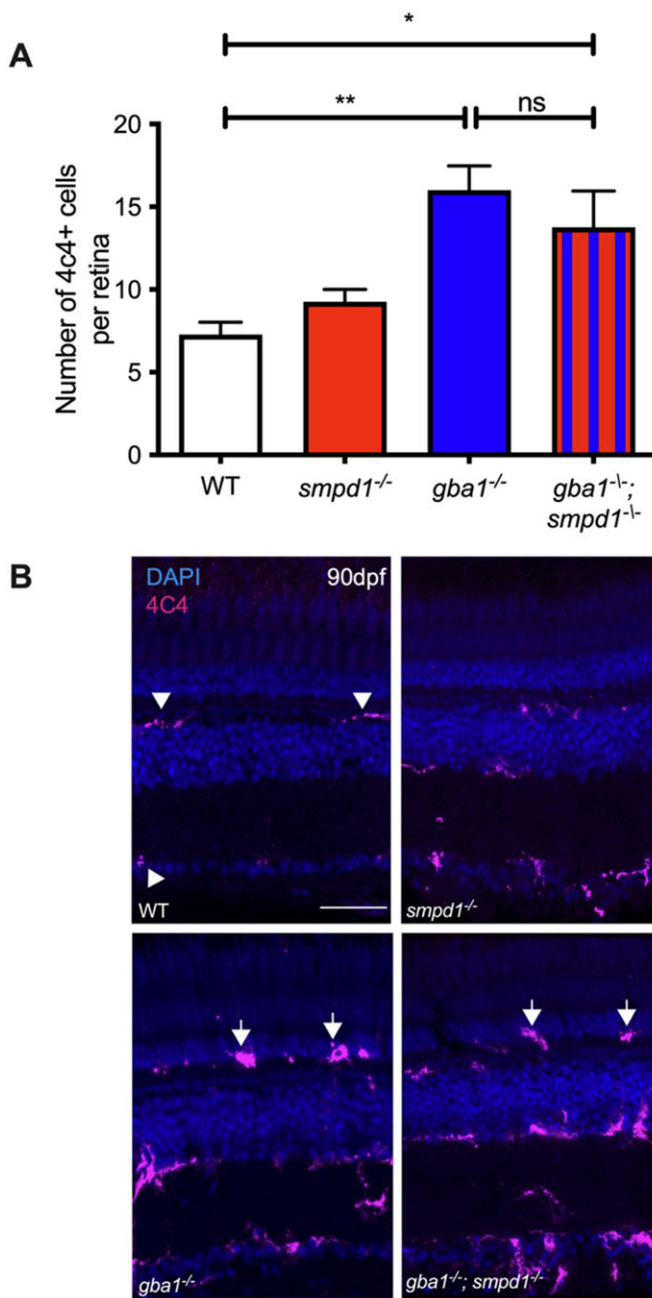 A
*
**
ns
20
15
10
5
0
Number of 4c4+ cells
per retina
WT
smpd1-/-
gba1-/-
gba1-\-;
smpd1-\-
B
DAPI
90dpf
4C4
WT
smpd1-/-
gba1-/-
gba1-/-; smpd1-/-